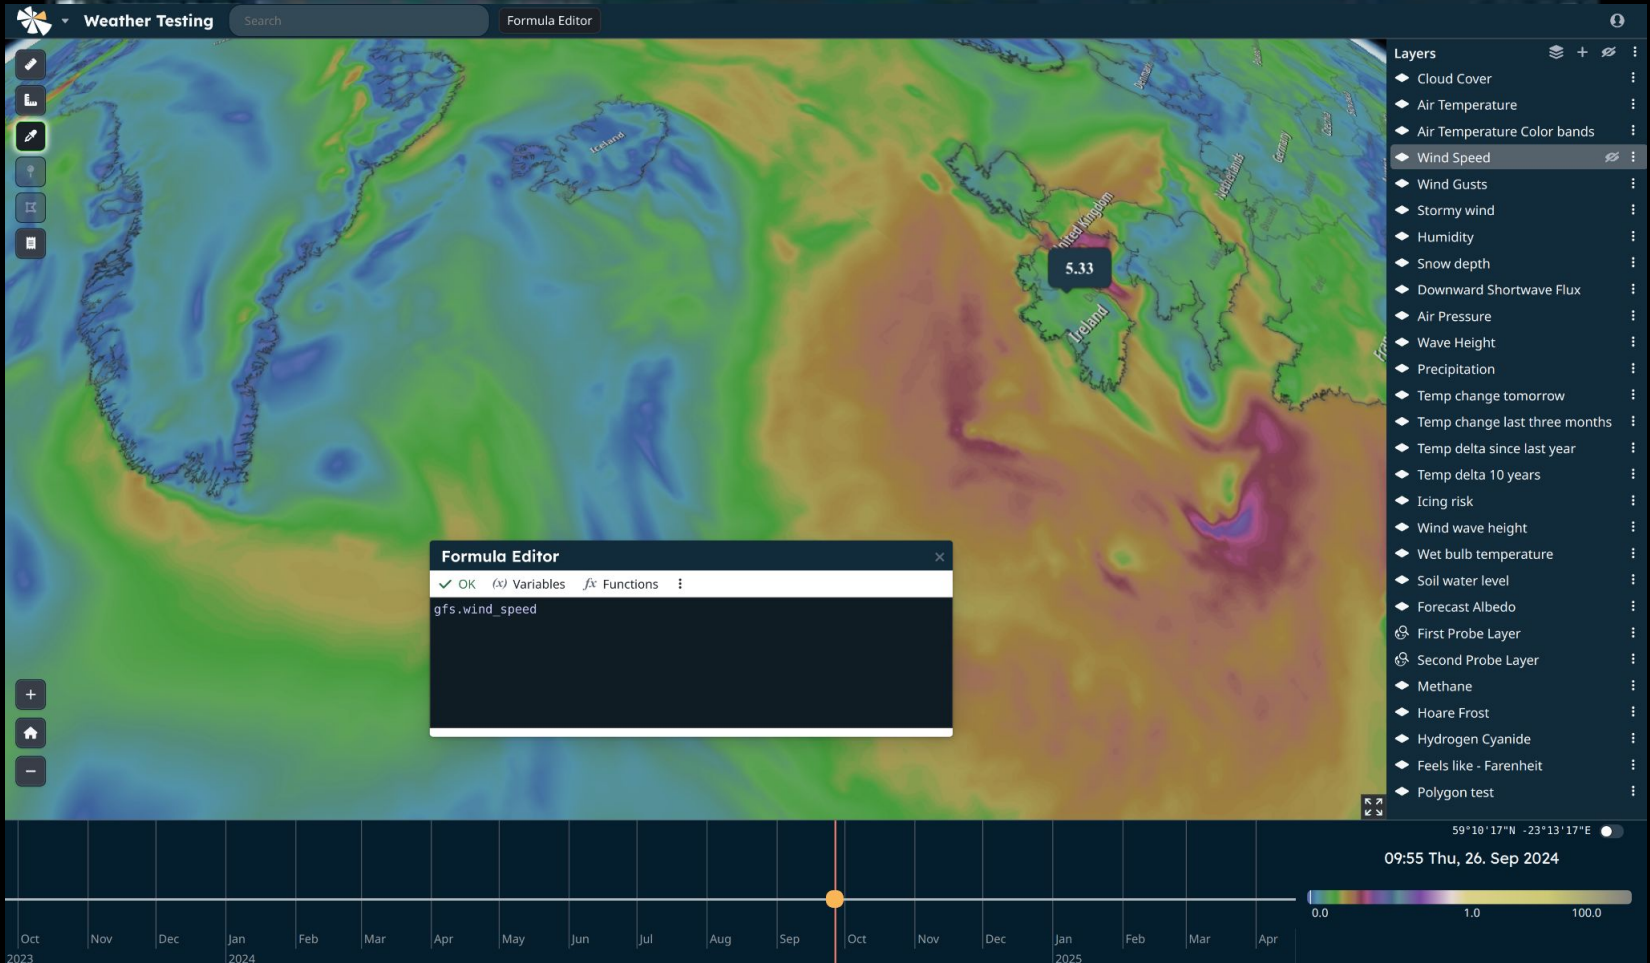 Weather Testing
Search
Formula Editor
Layers
Cloud Cover
Air Temperature
Air Temperature Color bands
Wind Speed
Wind Gusts
Stormy wind
Humidity
Snow depth
Downward Shortwave Flux
Air Pressure
Wave Height
Precipitation
Temp change tomorrow
Temp change last three months
Temp delta since last year
Temp delta 10 years
Icing risk
Wind wave height
Wet bulb temperature
Soil water level
Forecast Albedo
First Probe Layer
Second Probe Layer
Methane
Hoare Frost
Hydrogen Cyanide
Feels like - Farenheit
Polygon test
Iceland
Netherlands
Germany
United Kingdom
5.33
Ireland
Formula Editor
OK (x) Variables fx Functions
gfs.wind_speed
59°10'17"N -23°13'17"E
09:55 Thu, 26. Sep 2024
0.0 1.0 100.0
Oct Nov Dec Jan Feb Mar Apr May Jun Jul Aug Sep Oct Nov Dec Jan Feb Mar Apr
2023 2024 2025